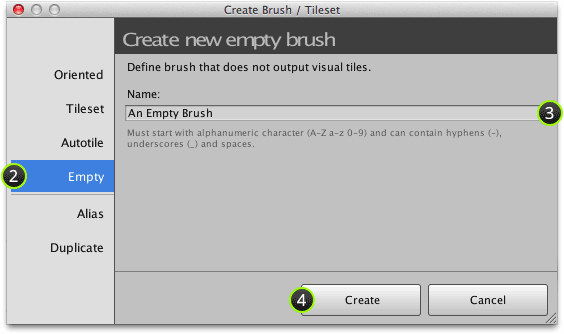 Create Brush / Tileset
Create new empty brush
Define brush that does not output visual tiles.
Name:
An Empty Brush
3
Must start with alphanumeric character (A-Z a-z 0-9) and can contain hyphens (-),
underscores (_) and spaces.
Oriented
Tileset
Autotile
2 Empty
Alias
Duplicate
4 Create Cancel